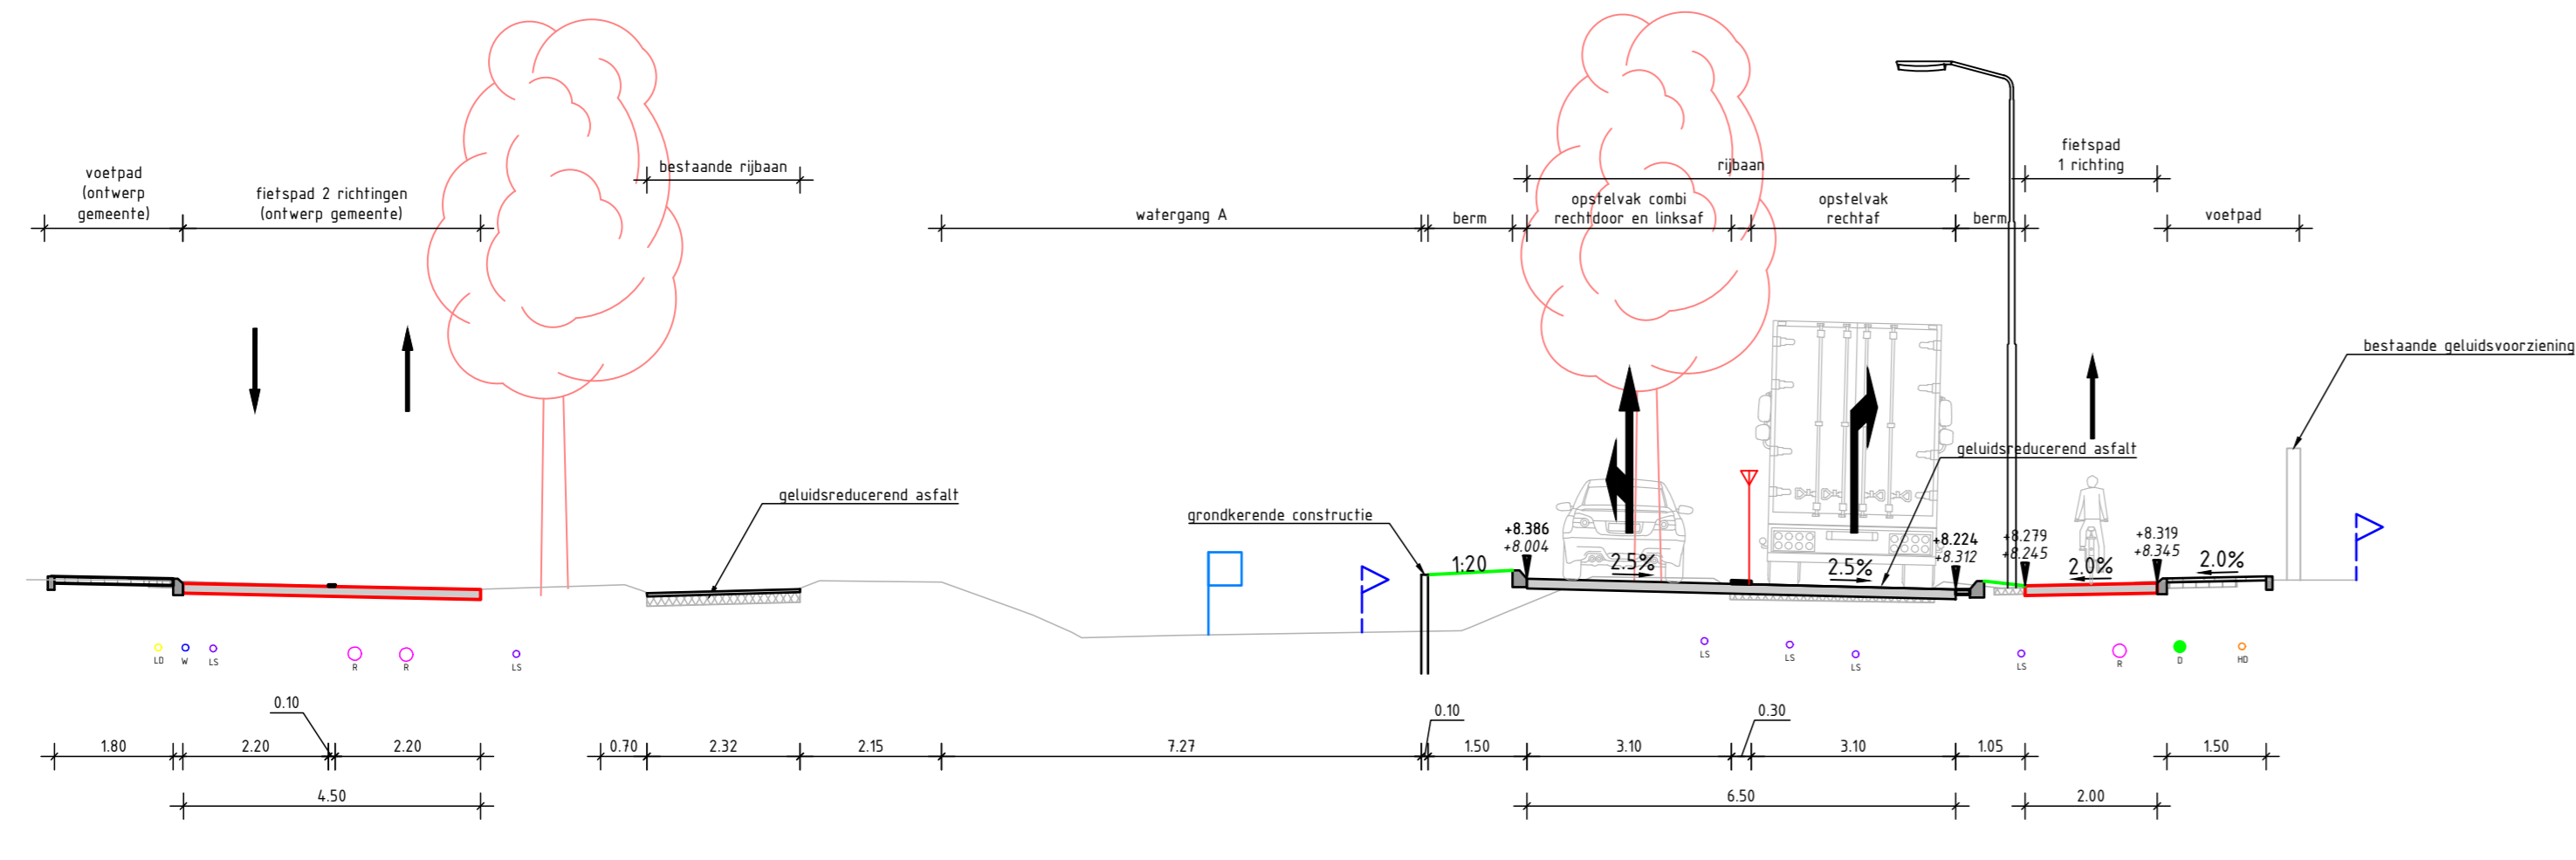 voetpad
(ontwerp
gemeente)
fietspad 2 richtingen
(ontwerp gemeente)
bestaande rijbaan
watergang A
berm
rijbaan
opstelvak combi
rechtdoor en linksaf
opstelvak
rechtaf
berm
fietspad
1 richting
voetpad
bestaande geluidsvoorziening
geluidsreducerend asfalt
geluidsreducerend asfalt
grondkerende constructie
+8.386
+8.004
1:20
2.5%
2.5%
+8.224
+8.312
+8.279
+8.245
2.0%
+8.319
+8.345
2.0%
LD
W
LS
R
R
LS
LS
LS
LS
LS
R
D
HD
0.10
0.10
0.30
1.80
2.20
2.20
0.70
2.32
2.15
7.27
1.50
3.10
3.10
1.05
1.50
4.50
6.50
2.00